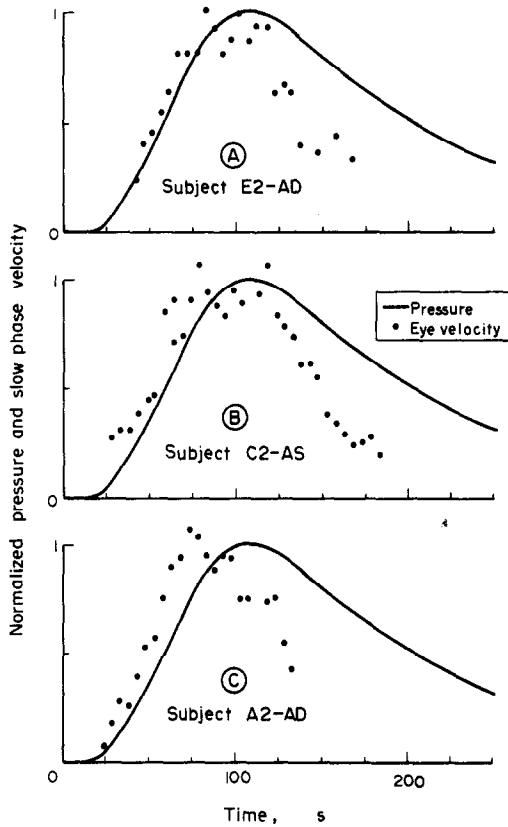 Normalized pressure and slow phase velocity
1
0
A
Subject E2-AD
1
0
B
Subject C2-AS
Pressure
Eye velocity
1
0
C
Subject A2-AD
0
100
200
Time, s